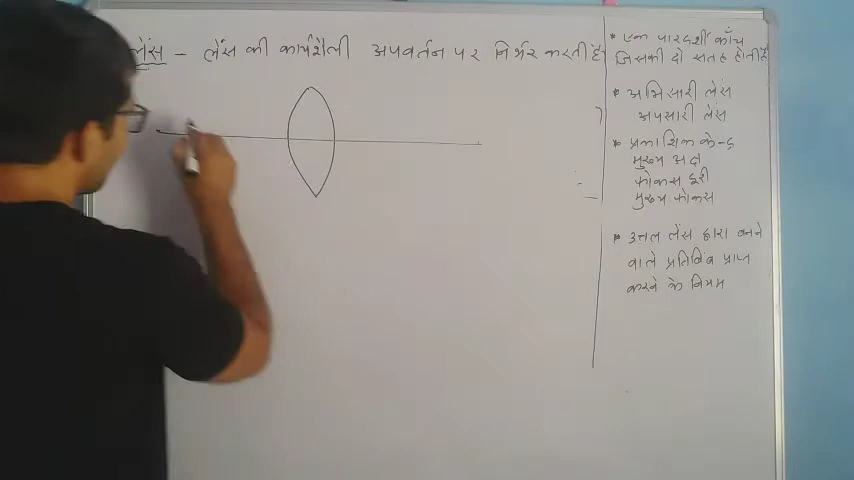 लेंस - लेंस की कार्यशैली अपवर्तन पर निर्भर करती है।
* एक पारदर्शी काँच
जिसकी दो सतह होती हैं
* अभिसारी लेंस
अपसारी लेंस
* प्रकाशिक केन्द्र
मुख्य अक्ष
फोकस दूरी
मुख्य फोकस
* उत्तल लेंस द्वारा बनने
वाले प्रतिबिंब प्राप्त
करने के नियम